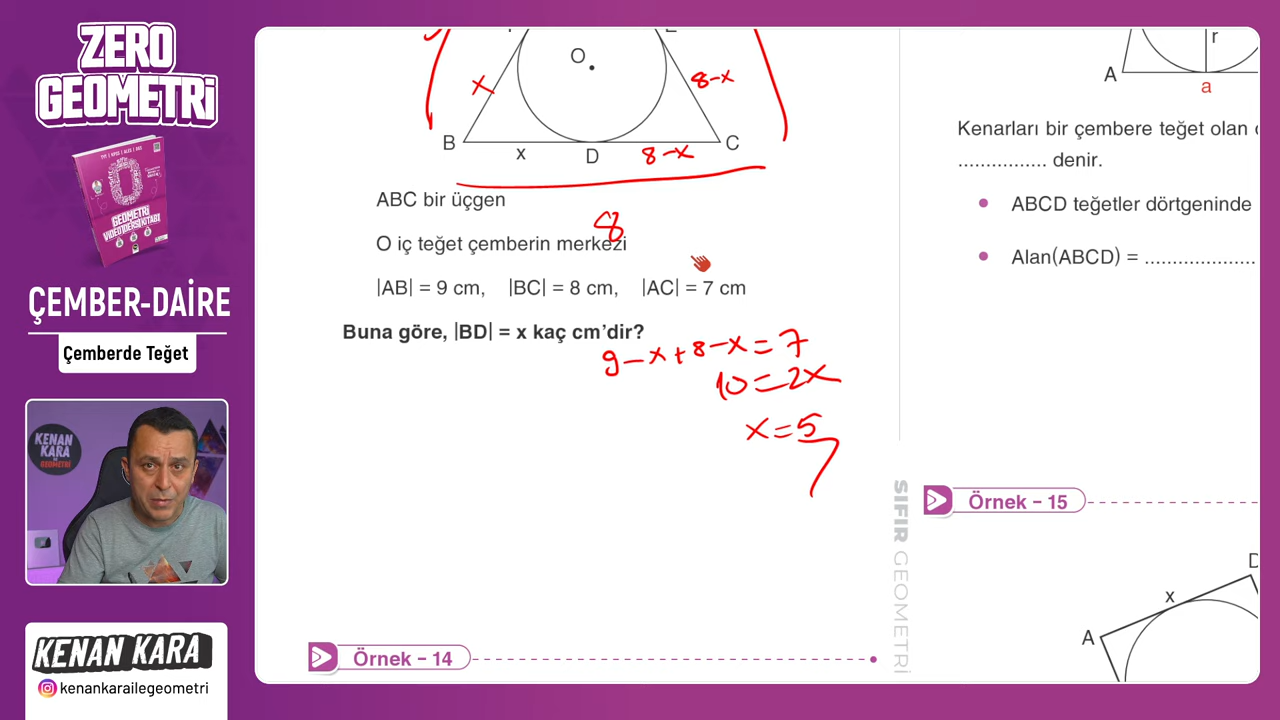 ZERO
GEOMETRİ
GEOMETRİ
VİDEO DERS KİTABI
ÇEMBER-DAİRE
Çemberde Teğet
KENAN
KARA
GEOMETRİ
KENAN KARA
kenankarailegeometri
O
x
8-x
B
x
D
8-x
C
8
ABC bir üçgen
O iç teğet çemberin merkezi
|AB| = 9 cm, |BC| = 8 cm, |AC| = 7 cm
Buna göre, |BD| = x kaç cm’dir?
9-x+8-x=7
10=2x
x=5
Örnek - 14
SIFIR GEOMETRİ
r
A
a
Kenarları bir çembere teğet olan
................ denir.
• ABCD teğetler dörtgeninde
• Alan(ABCD) = ....................
Örnek - 15
D
x
A